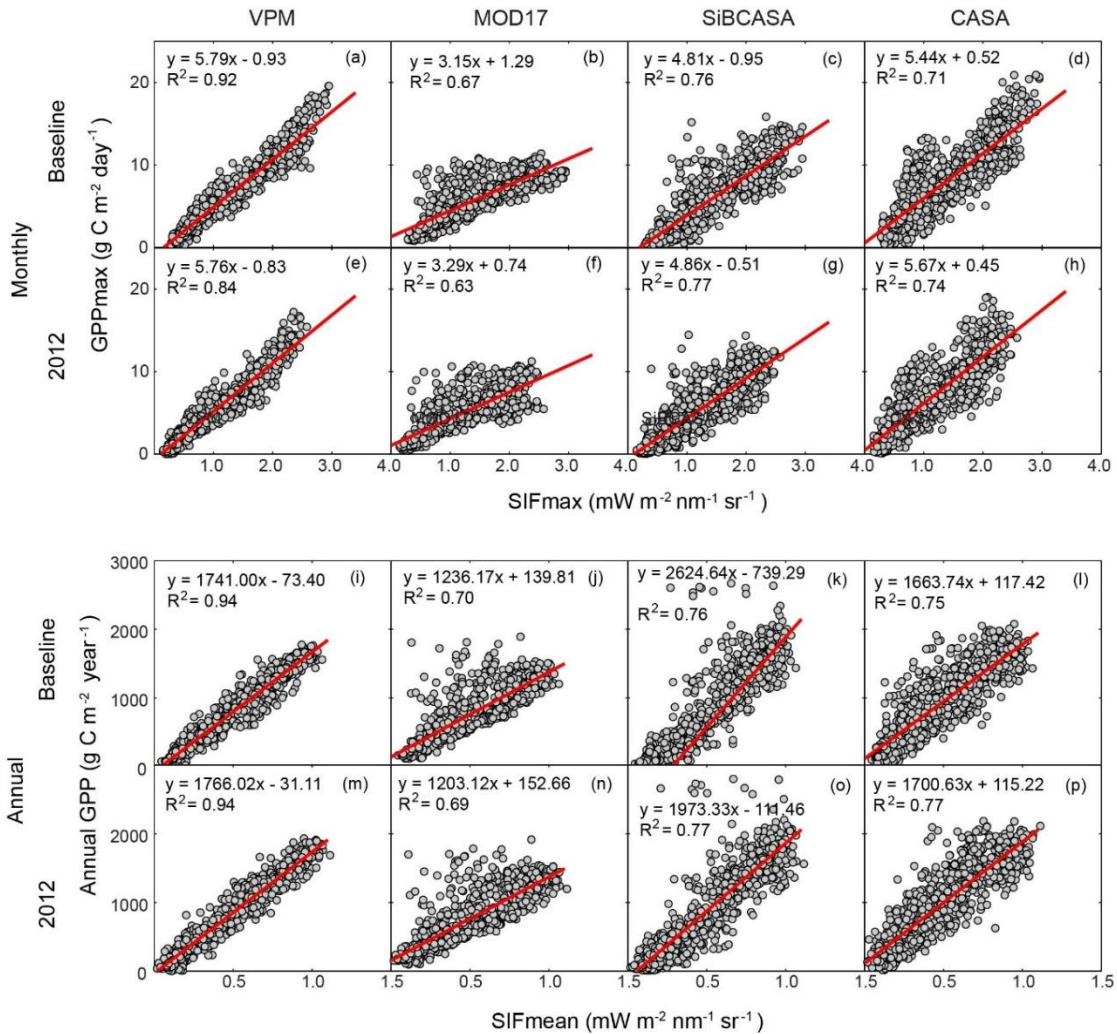 VPM MOD17 SiBCASA CASA
y = 5.79x - 0.93 (a) y = 3.15x + 1.29 (b) y = 4.81x - 0.95 (c) y = 5.44x + 0.52 (d)
R² = 0.92 R² = 0.67 R² = 0.76 R² = 0.71
20
10
0
Baseline
y = 5.76x - 0.83 (e) y = 3.29x + 0.74 (f) y = 4.86x - 0.51 (g) y = 5.67x + 0.45 (h)
R² = 0.84 R² = 0.63 R² = 0.77 R² = 0.74
20
10
0
2012
Monthly
GPPmax (g C m⁻² day⁻¹)
1.0 2.0 3.0 4.0 1.0 2.0 3.0 4.0 1.0 2.0 3.0 4.0 1.0 2.0 3.0 4.0
SIFmax (mW m⁻² nm⁻¹ sr⁻¹)
3000
y = 1741.00x - 73.40 (i) y = 1236.17x + 139.81 (j) y = 2624.64x - 739.29 (k) y = 1663.74x + 117.42 (l)
R² = 0.94 R² = 0.70 R² = 0.76 R² = 0.75
2000
1000
0
Baseline
y = 1766.02x - 31.11 (m) y = 1203.12x + 152.66 (n) y = 1973.33x - 111.46 (o) y = 1700.63x + 115.22 (p)
R² = 0.94 R² = 0.69 R² = 0.77 R² = 0.77
2000
1000
0
2012
Annual
Annual GPP (g C m⁻² year⁻¹)
0.5 1.0 1.5 0.5 1.0 1.5 0.5 1.0 1.5 0.5 1.0 1.5
SIFmean (mW m⁻² nm⁻¹ sr⁻¹)